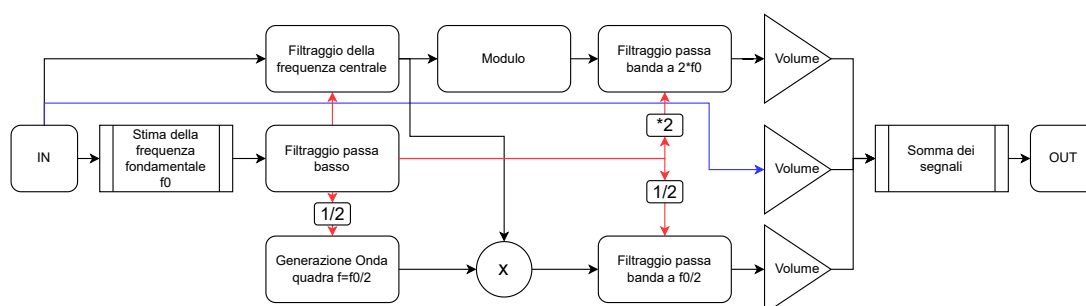 Filtraggio della
frequenza centrale
Modulo
Filtraggio passa
banda a 2*f0
Volume
*2
IN
Stima della
frequenza
fondamentale
f0
Filtraggio passa
basso
Volume
Somma dei
segnali
OUT
1/2
1/2
Generazione Onda
quadra f=f0/2
X
Filtraggio passa
banda a f0/2
Volume